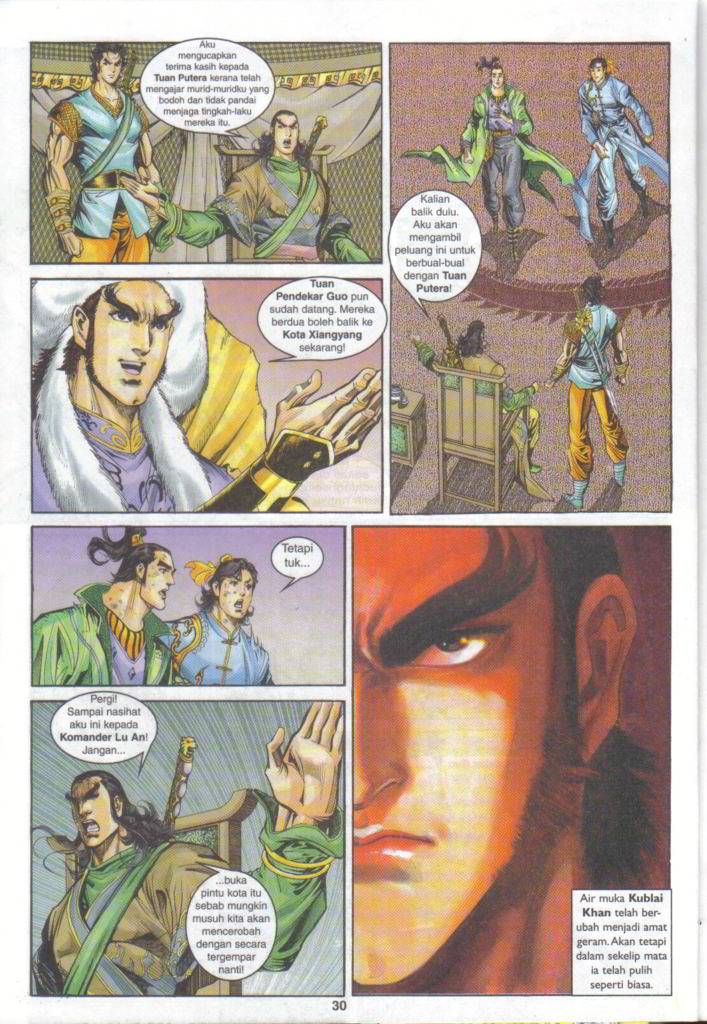 Aku
mengucapkan
terima kasih kepada
Tuan Putera kerana telah
mengajar murid-muridku yang
bodoh dan tidak pandai
menjaga tingkah-laku
mereka itu.
Kalian
balik dulu.
Aku akan
mengambil
peluang ini untuk
berbual-bual
dengan Tuan
Putera!
Tuan
Pendekar Guo pun
sudah datang. Mereka
berdua boleh balik ke
Kota Xiangyang
sekarang!
Tetapi
tuk...
Pergi!
Sampai nasihat
aku ini kepada
Komander Lu An!
Jangan...
...buka
pintu kota itu
sebab mungkin
musuh kita akan
mencerobah
dengan secara
tergempar
nanti!
Air muka Kublai
Khan telah ber-
ubah menjadi amat
geram. Akan tetapi
dalam sekelip mata
ia telah pulih
seperti biasa.
30